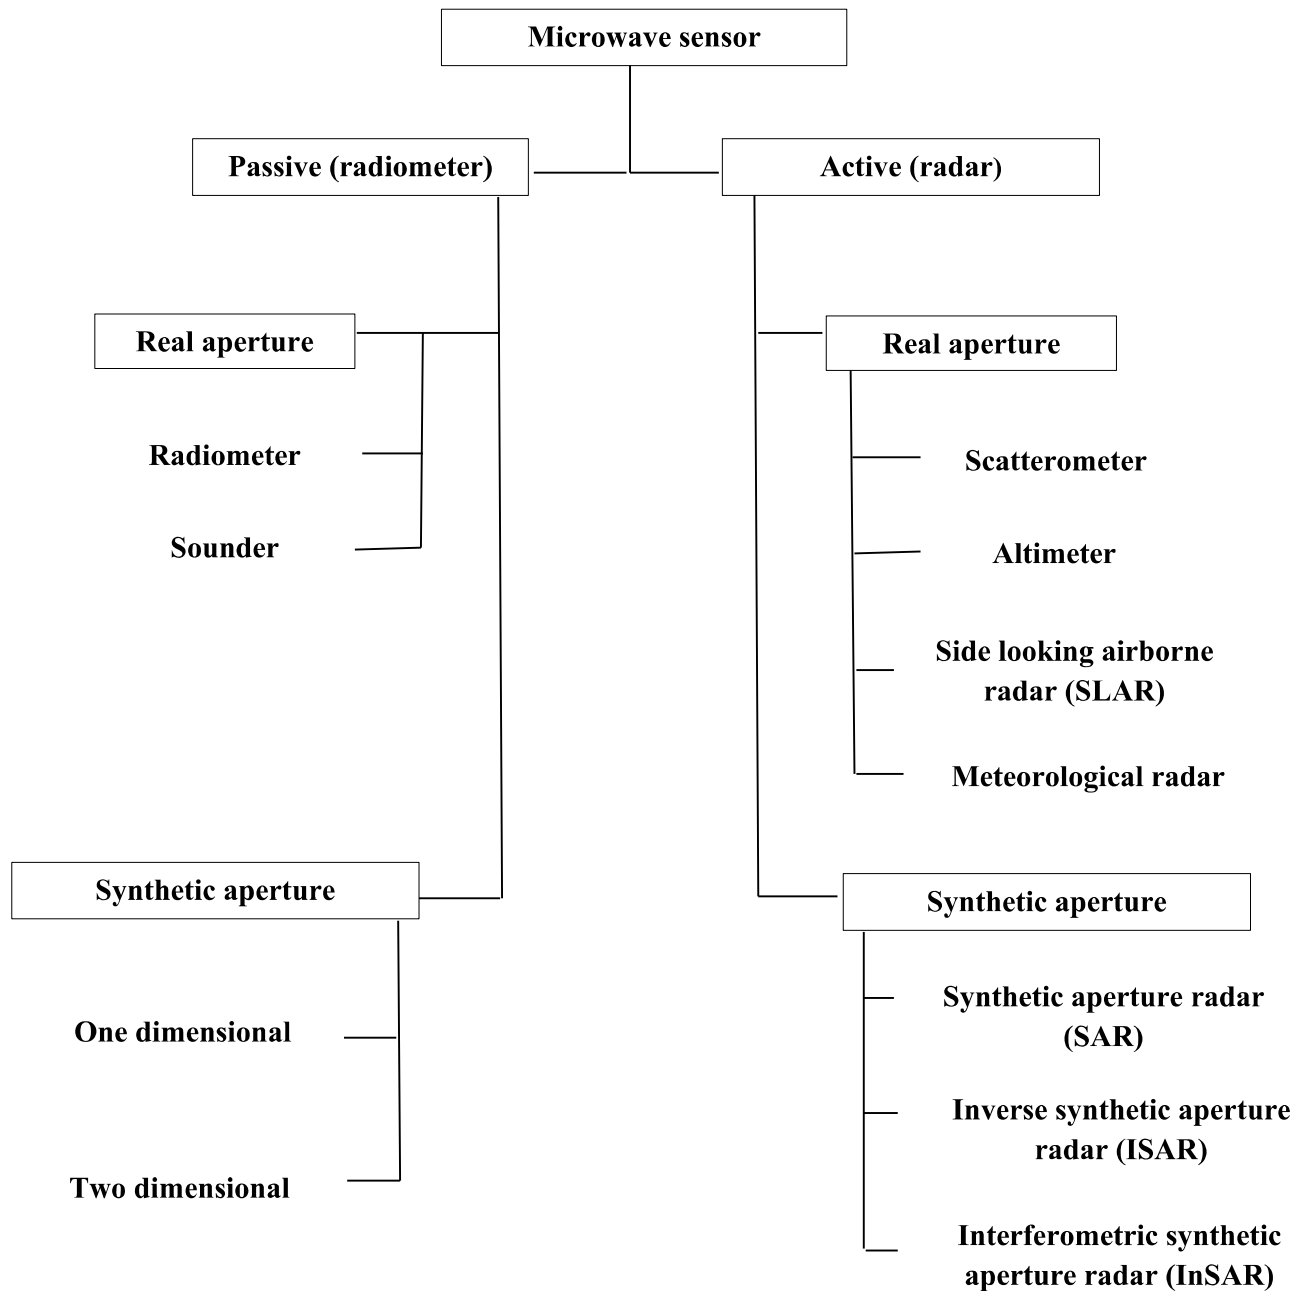 Microwave sensor
Passive (radiometer)
Active (radar)
Real aperture
Radiometer
Sounder
Synthetic aperture
One dimensional
Two dimensional
Real aperture
Scatterometer
Altimeter
Side looking airborne
radar (SLAR)
Meteorological radar
Synthetic aperture
Synthetic aperture radar
(SAR)
Inverse synthetic aperture
radar (ISAR)
Interferometric synthetic
aperture radar (InSAR)